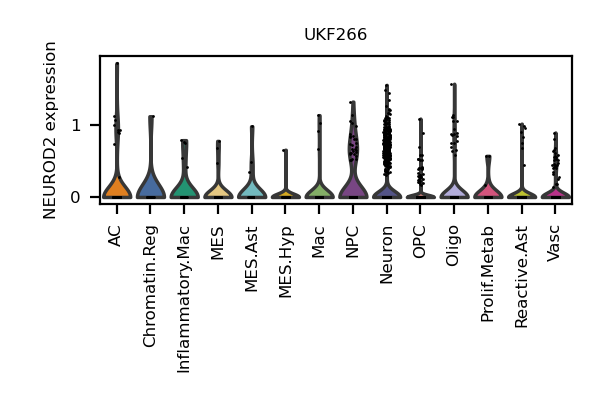 UKF266
NEUROD2 expression
1
0
AC
Chromatin.Reg
Inflammatory.Mac
MES
MES.Ast
MES.Hyp
Mac
NPC
Neuron
OPC
Oligo
Prolif.Metab
Reactive.Ast
Vasc